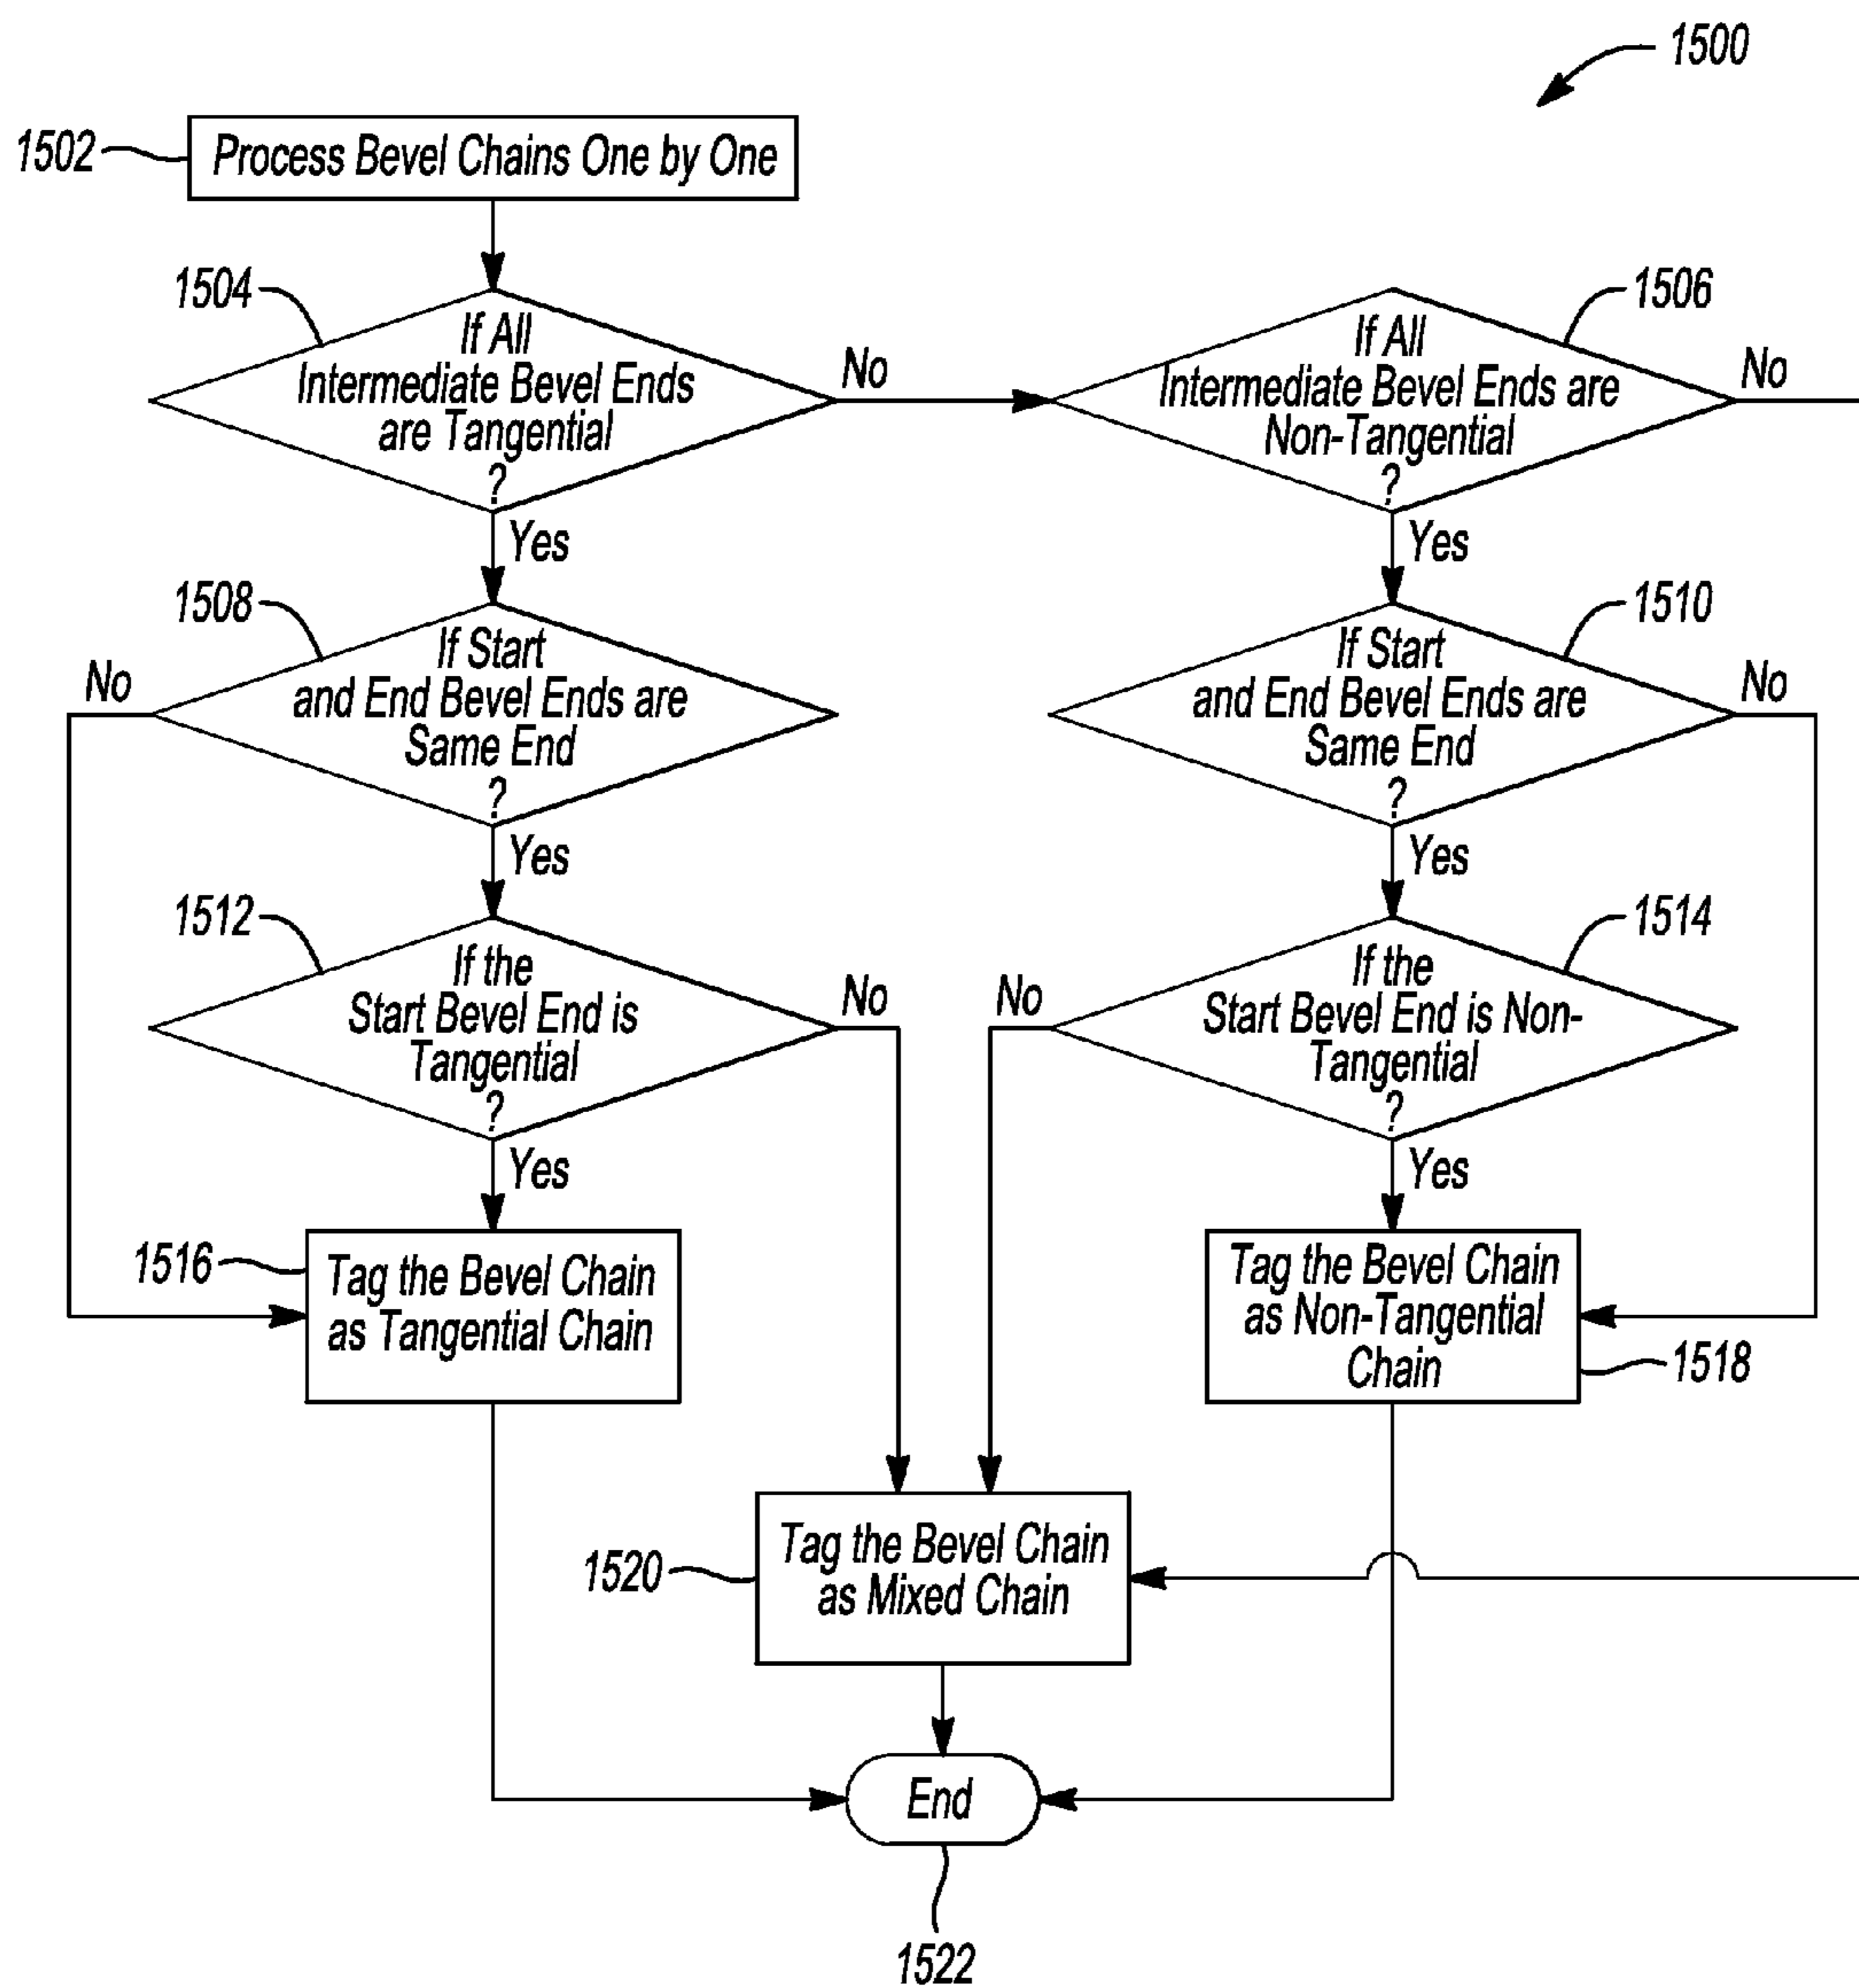 1500
1502
Process Bevel Chains One by One
1504
If All
Intermediate Bevel Ends
are Tangential
?
No
Yes
1506
If All
Intermediate Bevel Ends are
Non-Tangential
?
No
Yes
1508
If Start
and End Bevel Ends are
Same End
?
No
Yes
1510
If Start
and End Bevel Ends are
Same End
?
No
Yes
1512
If the
Start Bevel End is
Tangential
?
No
Yes
1514
If the
Start Bevel End is Non-
Tangential
?
No
Yes
1516
Tag the Bevel Chain
as Tangential Chain
Tag the Bevel Chain
as Non-Tangential
Chain
1518
1520
Tag the Bevel Chain
as Mixed Chain
End
1522